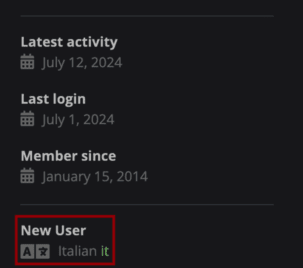 Latest activity
July 12, 2024
Last login
July 1, 2024
Member since
January 15, 2014
New User
Italian it